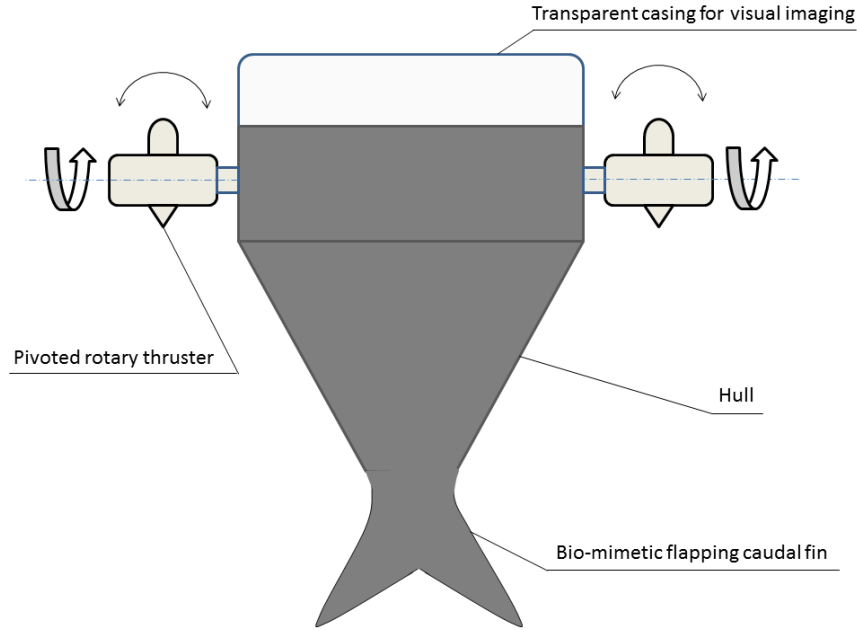 Transparent casing for visual imaging
Pivoted rotary thruster
Hull
Bio-mimetic flapping caudal fin